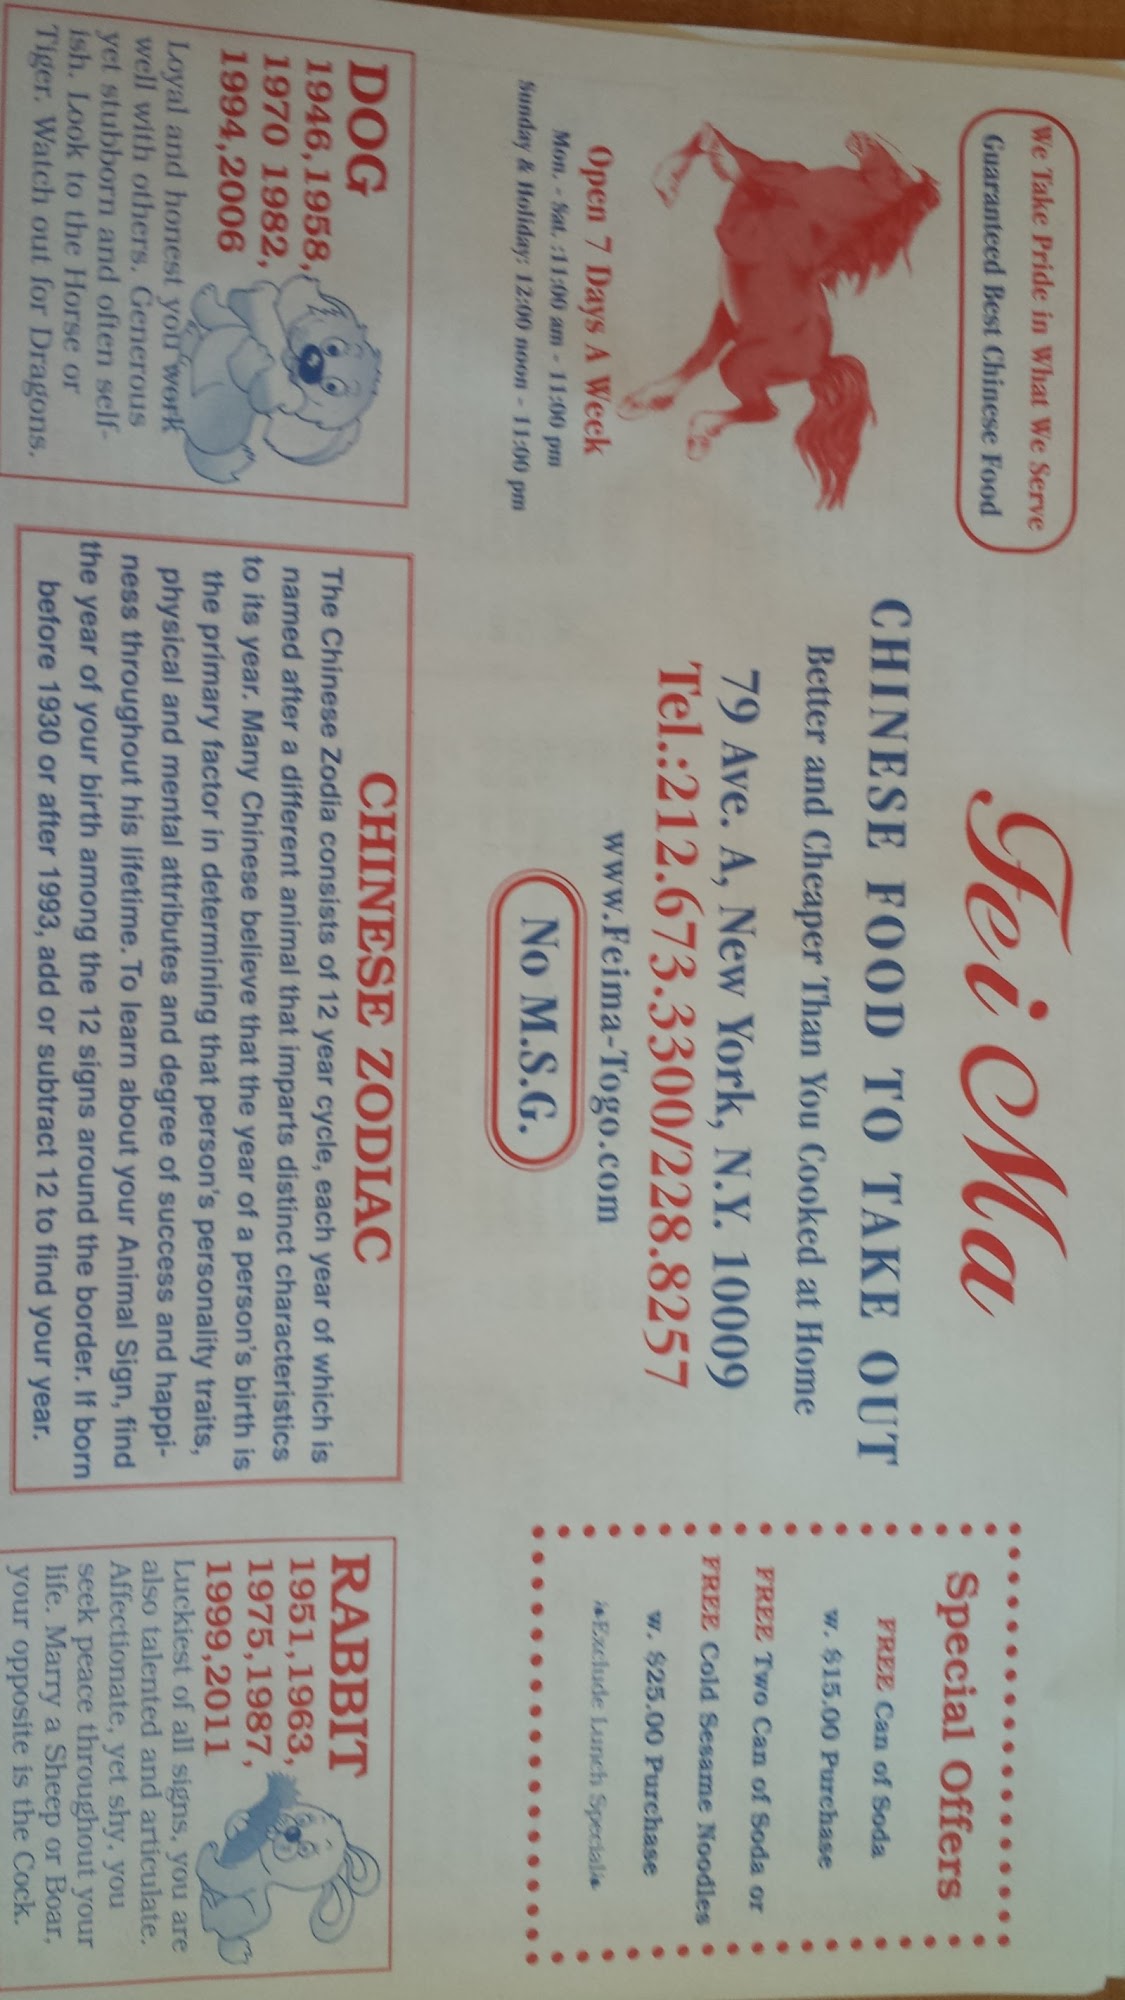 We Take Pride in What We Serve
Guaranteed Best Chinese Food
Open 7 Days A Week
Mon. - Sat. :11:00 am - 11:00 pm
Sunday & Holiday: 12:00 noon - 11:00 pm
Fei Ma
CHINESE FOOD TO TAKE OUT
Better and Cheaper Than You Cooked at Home
79 Ave. A, New York, N.Y. 10009
Tel.:212.673.3300/228.8257
www.Feima-Togo.com
No M.S.G.
Special Offers
FREE Can of Soda
w. $15.00 Purchase
FREE Two Can of Soda or
FREE Cold Sesame Noodles
w. $25.00 Purchase
**Exclude Lunch Special**
DOG
1946,1958,
1970 1982,
1994,2006
Loyal and honest you work
well with others. Generous
yet stubborn and often self-
ish. Look to the Horse or
Tiger. Watch out for Dragons.
CHINESE ZODIAC
The Chinese Zodia consists of 12 year cycle, each year of which is
named after a different animal that imparts distinct characteristics
to its year. Many Chinese believe that the year of a person's birth is
the primary factor in determining that person's personality traits,
physical and mental attributes and degree of success and happi-
ness throughout his lifetime. To learn about your Animal Sign, find
the year of your birth among the 12 signs around the border. If born
before 1930 or after 1993, add or subtract 12 to find your year.
RABBIT
1951,1963,
1975,1987,
1999,2011
Luckiest of all signs, you are
also talented and articulate.
Affectionate, yet shy, you
seek peace throughout your
life. Marry a Sheep or Boar,
your opposite is the Cock.